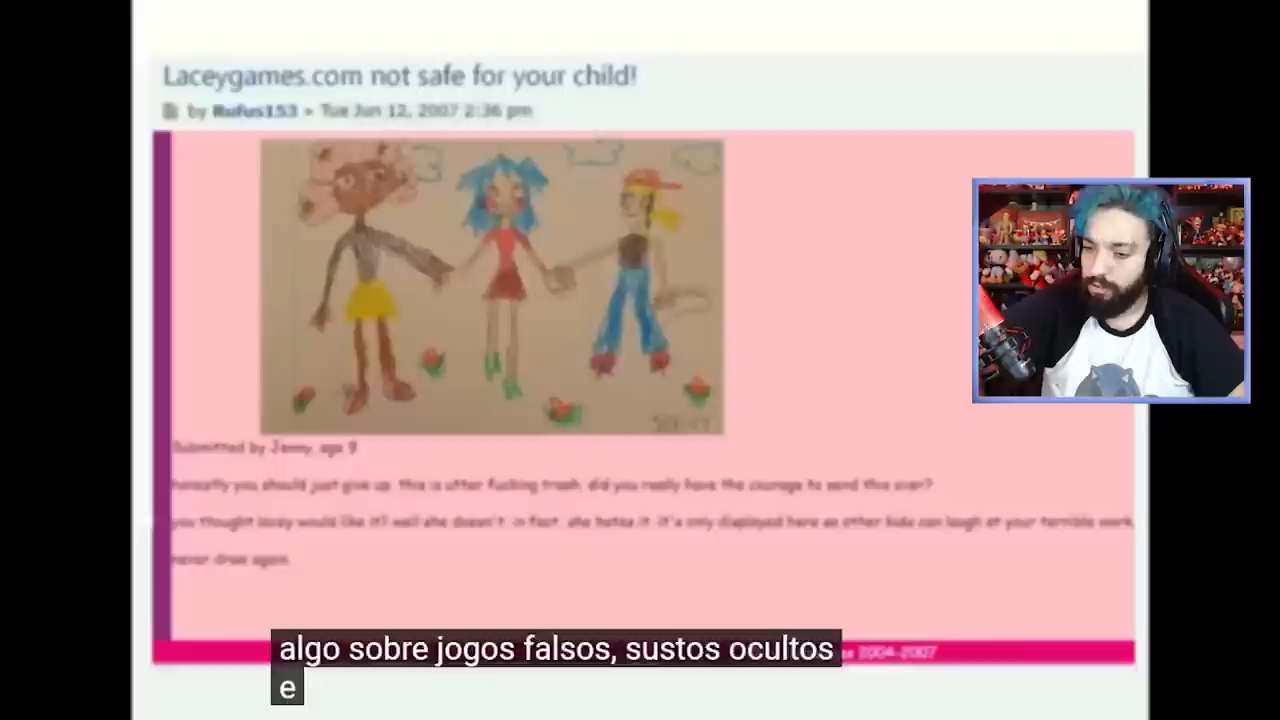 Laceygames.com not safe for your child!
by Rufus153 » Tue Jun 12, 2007 2:36 pm
Submitted by Jenny, age 9
honestly you should just give up. this is utter fucking trash. did you really have the courage to send this over?
you thought lacey would like it? well she doesn't. in fact, she hates it. it's only displayed here so other kids can laugh at your terrible work.
never draw again.
2004-2007
algo sobre jogos falsos, sustos ocultos
e